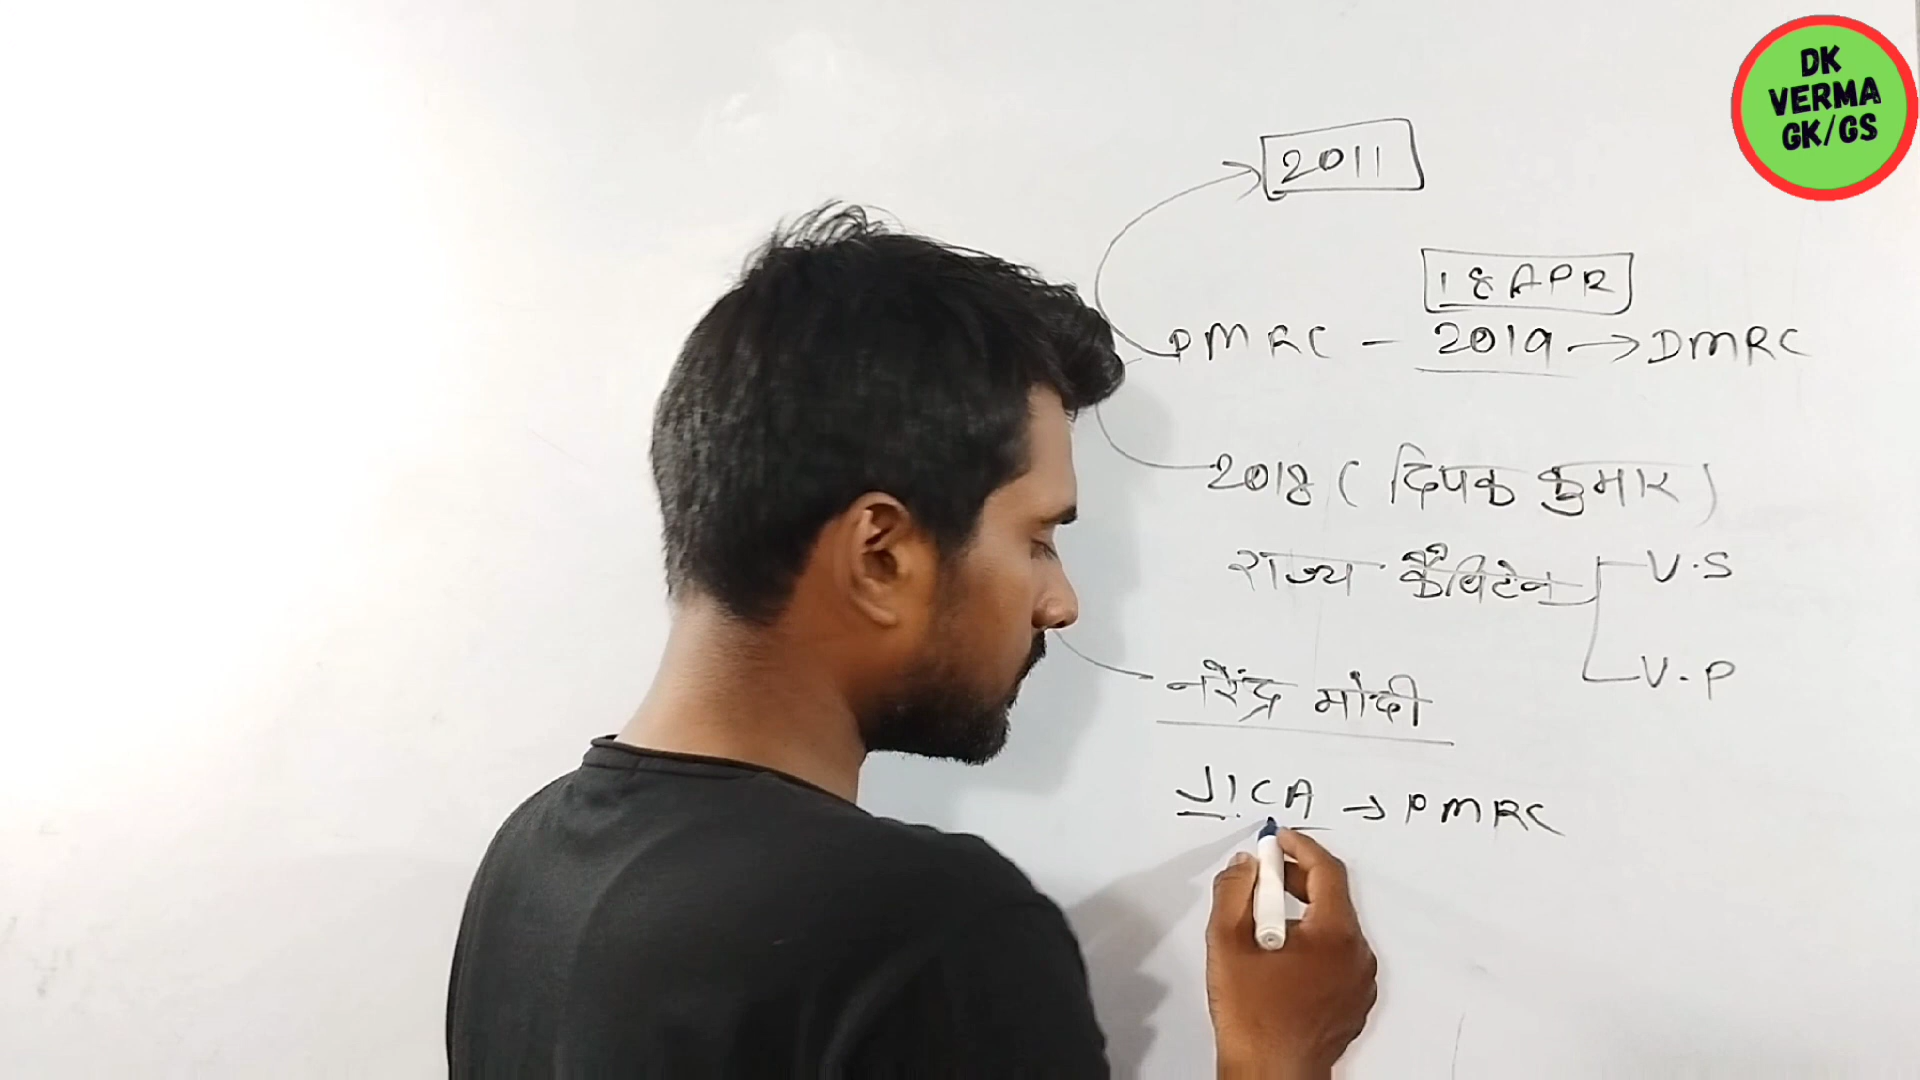 DK
VERMA
GK/GS
2011
18 APR
PMRC - 2019 → DMRC
2018 ( दिपक कुमार )
राज्य कैबिटेन V.S
V.P
नरेंद्र मोदी
JICA → PMRC